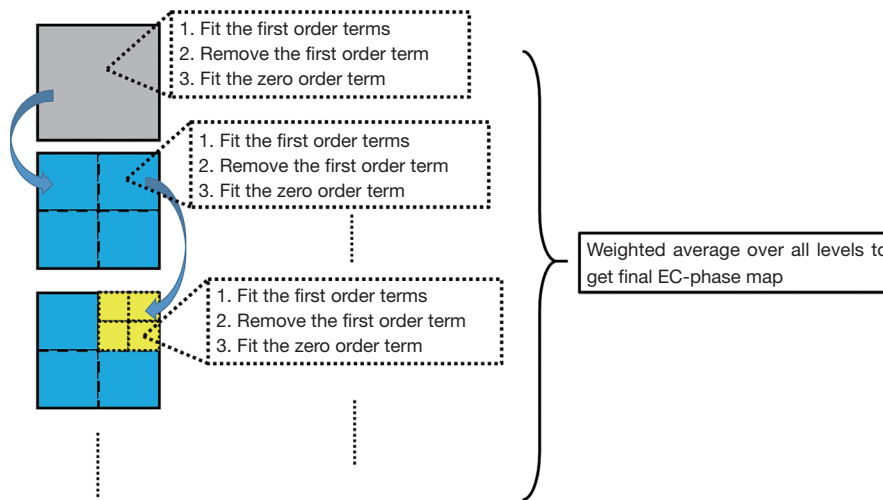 1. Fit the first order terms
2. Remove the first order term
3. Fit the zero order term
1. Fit the first order terms
2. Remove the first order term
3. Fit the zero order term
1. Fit the first order terms
2. Remove the first order term
3. Fit the zero order term
Weighted average over all levels to
get final EC-phase map